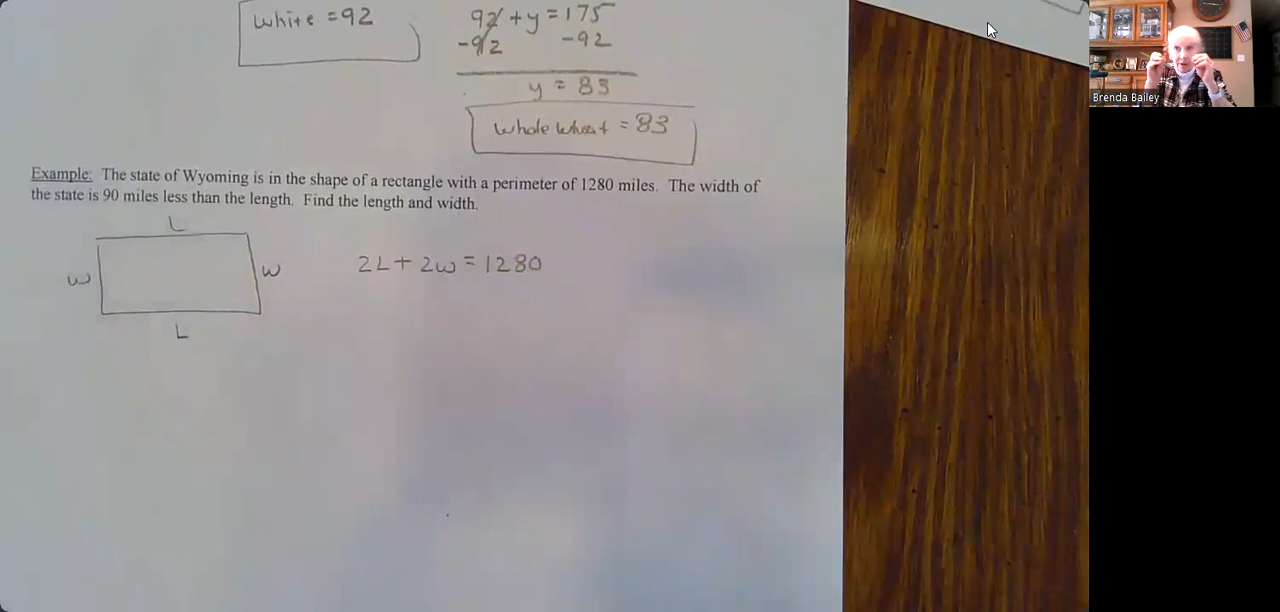 white = 92
92 + y = 175
-92 -92
y = 83
whole wheat = 83
Example: The state of Wyoming is in the shape of a rectangle with a perimeter of 1280 miles. The width of
the state is 90 miles less than the length. Find the length and width.
L
w w
2L + 2w = 1280
L
Brenda Bailey